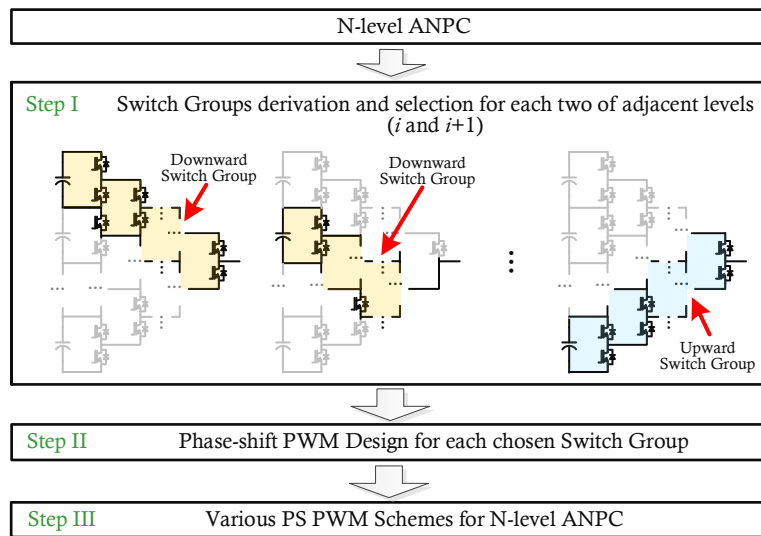 N-level ANPC
Step I
Switch Groups derivation and selection for each two of adjacent levels
(i and i+1)
Downward
Switch Group
Downward
Switch Group
Upward
Switch Group
Step II
Phase-shift PWM Design for each chosen Switch Group
Step III
Various PS PWM Schemes for N-level ANPC